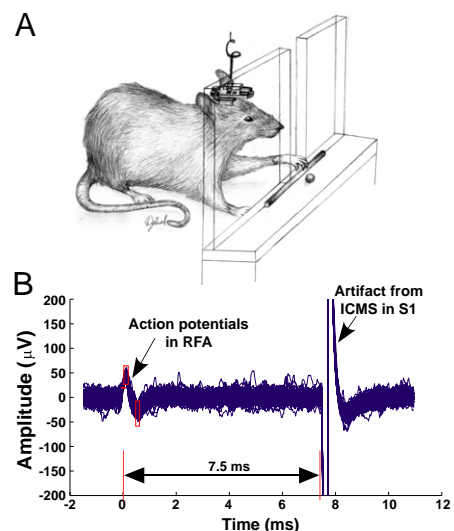 A
B
Action potentials
in RFA
Artifact from
ICMS in S1
Amplitude (μV)
200
150
100
50
0
-50
-100
-150
-200
7.5 ms
-2 0 2 4 6 8 10 12
Time (ms)